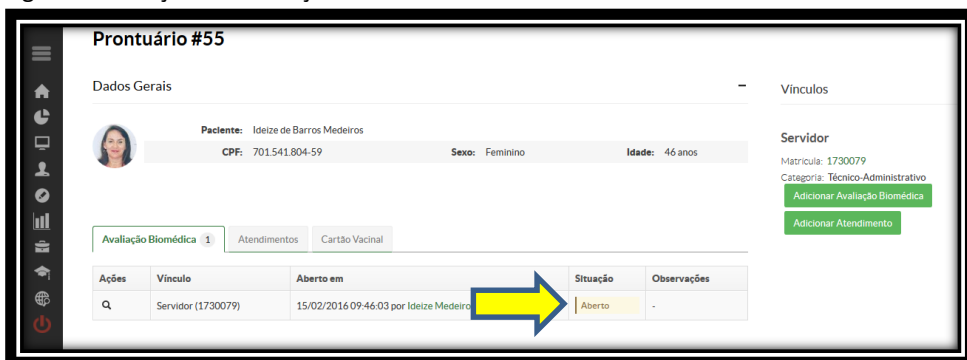 Prontuário #55
Dados Gerais
Paciente: Ideize de Barros Medeiros
CPF: 701.541.804-59 Sexo: Feminino Idade: 46 anos
Vínculos
Servidor
Matrícula: 1730079
Categoria: Técnico-Administrativo
Adicionar Avaliação Biomédica
Adicionar Atendimento
Avaliação Biomédica 1 Atendimentos Cartão Vacinal
Ações Vínculo Aberto em Situação Observações
Servidor (1730079) 15/02/2016 09:46:03 por Ideize Aberto -